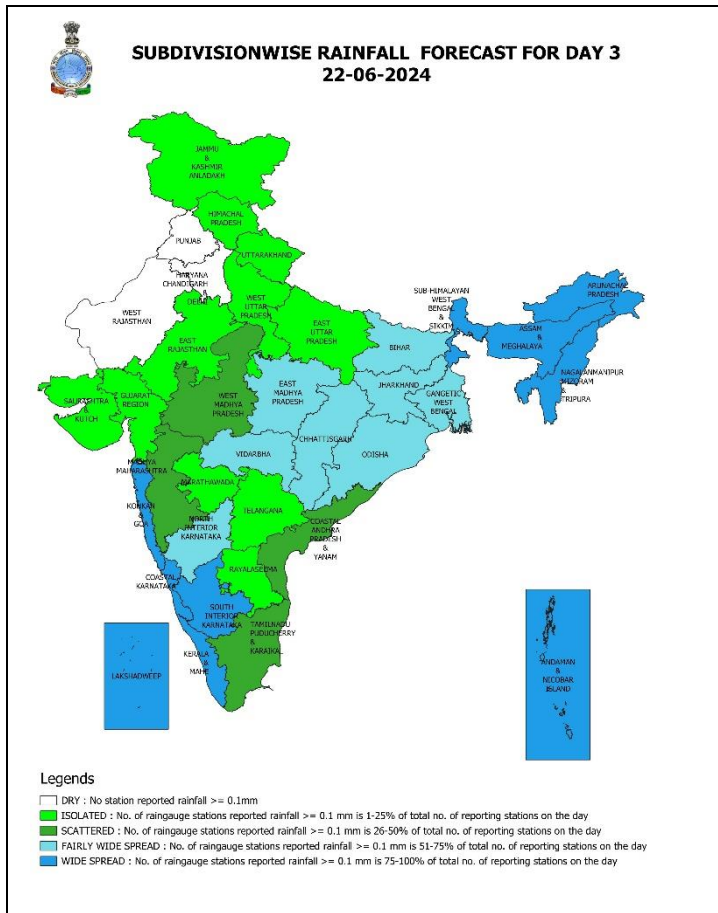 SUBDIVISIONWISE RAINFALL FORECAST FOR DAY 3
22-06-2024
JAMMU
&
KASHMIR
ANLADAKH
HIMACHAL
PRADESH
PUNJAB
UTTARAKHAND
HARYANA
CHANDIGARH
&
DELHI
WEST
RAJASTHAN
WEST
UTTAR
PRADESH
EAST
RAJASTHAN
EAST
UTTAR
PRADESH
SUB-HIMALAYAN
WEST
BENGAL
&
SIKKIM
ARUNACHAL
PRADESH
ASSAM
&
MEGHALAYA
NAGALANMANIPUR
MIZORAM
&
TRIPURA
BIHAR
JHARKHAND
GANGETIC
WEST
BENGAL
SAURASHTRA
&
KUTCH
GUJARAT
REGION
WEST
MADHYA
PRADESH
EAST
MADHYA
PRADESH
CHHATTISGARH
ODISHA
VIDARBHA
MADHYA
MAHARASHTRA
MARATHAWADA
KONKAN
&
GOA
TELANGANA
NORTH
INTERIOR
KARNATAKA
COASTAL
ANDHRA
PRADESH
&
YANAM
RAYALASEEMA
COASTAL
KARNATAKA
SOUTH
INTERIOR
KARNATAKA
TAMILNADU
PUDUCHERRY
&
KARAIKAL
KERALA
&
MAHE
LAKSHADWEEP
ANDAMAN
&
NICOBAR
ISLAND
Legends
DRY : No station reported rainfall >= 0.1mm
ISOLATED : No. of raingauge stations reported rainfall >= 0.1 mm is 1-25% of total no. of reporting stations on the day
SCATTERED : No. of raingauge stations reported rainfall >= 0.1 mm is 26-50% of total no. of reporting stations on the day
FAIRLY WIDE SPREAD : No. of raingauge stations reported rainfall >= 0.1 mm is 51-75% of total no. of reporting stations on the day
WIDE SPREAD : No. of raingauge stations reported rainfall >= 0.1 mm is 75-100% of total no. of reporting stations on the day